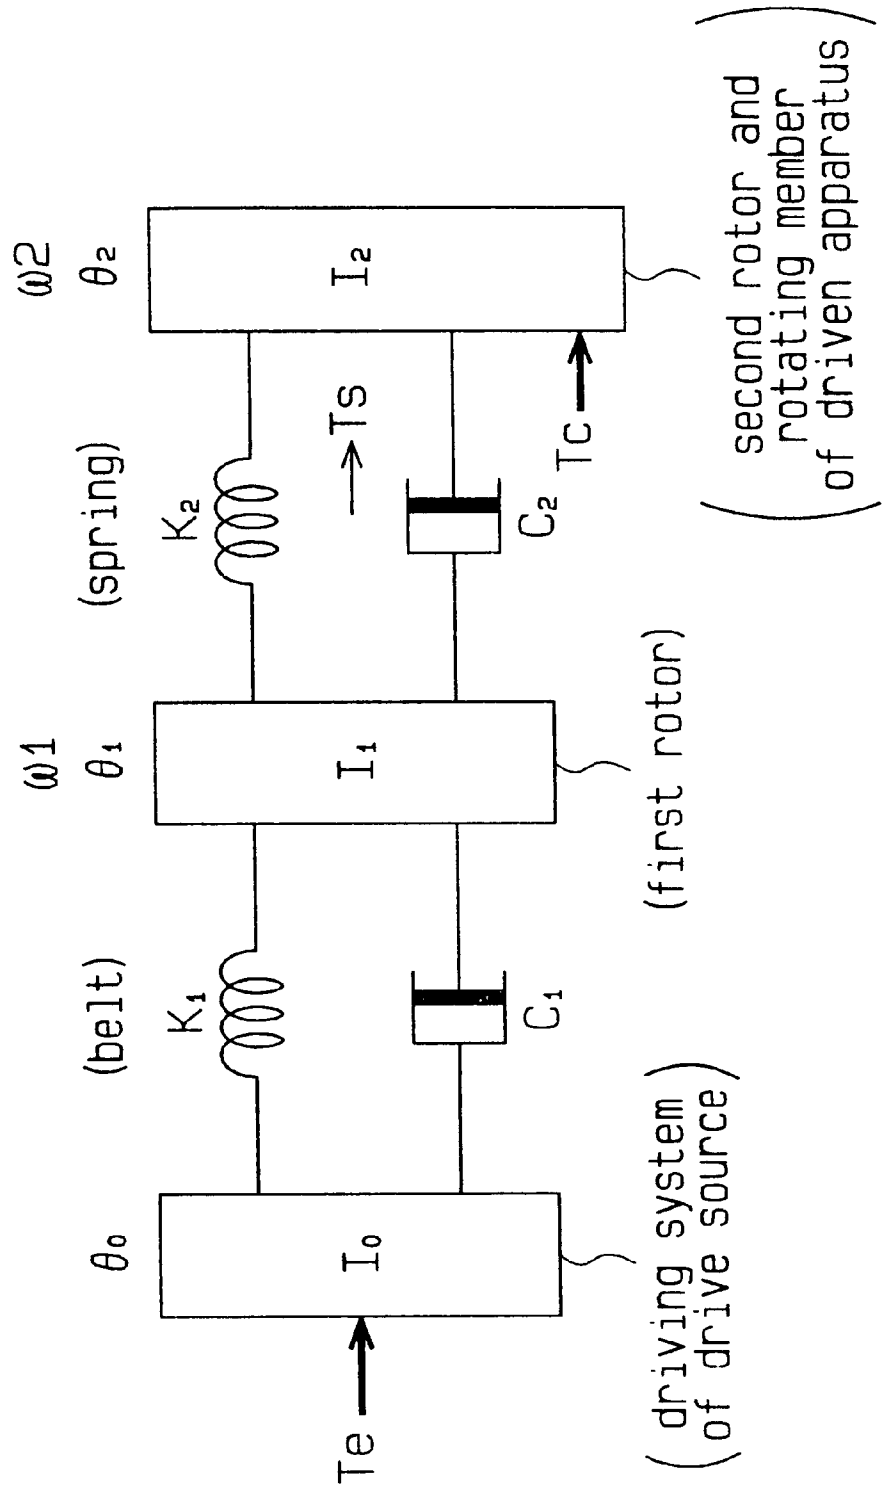 ω2
ω1
θ₀
(belt)
θ₁
(spring)
θ₂
K₁
K₂
Te
I₀
I₁
Ts
I₂
C₁
C₂
Tc
(driving system
of drive source)
(first rotor)
(second rotor and
rotating member
of driven apparatus)